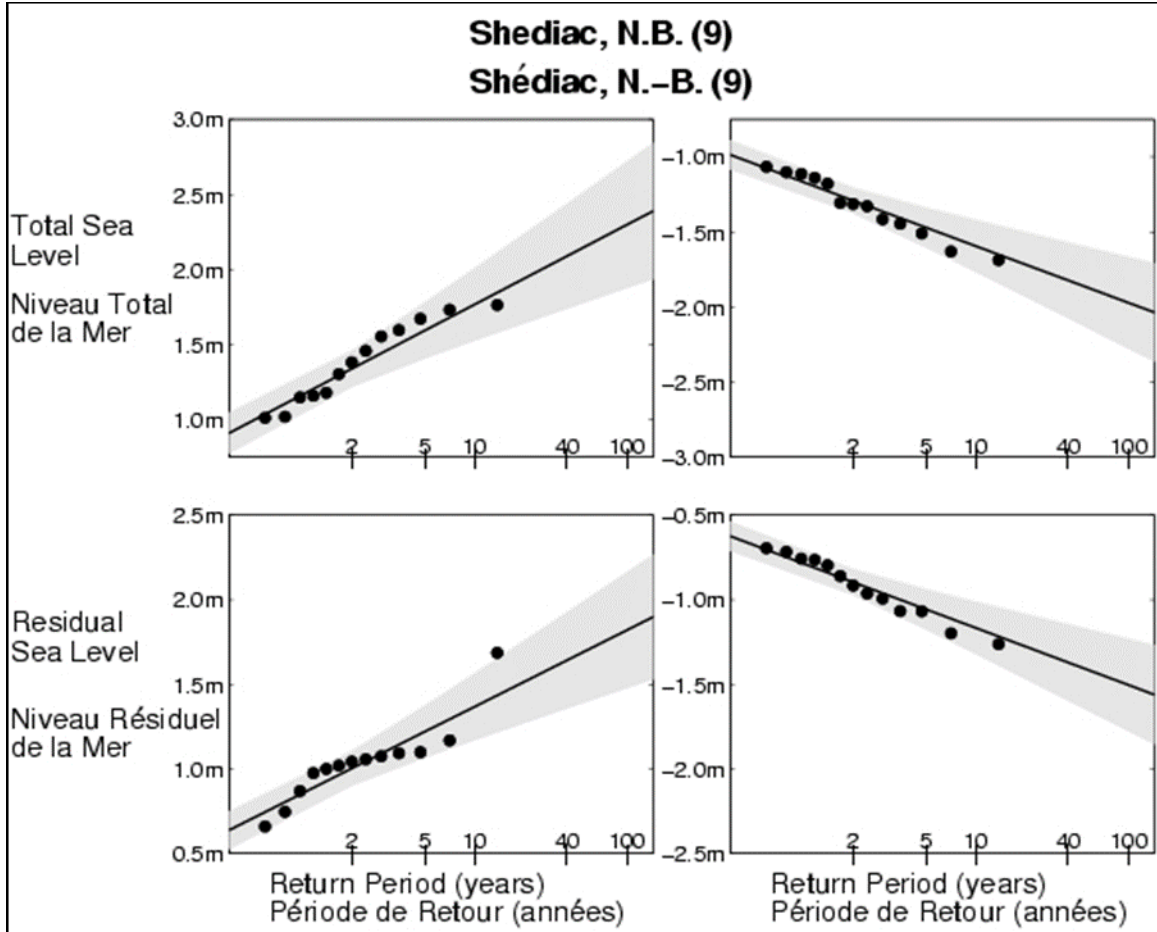 Shediac, N.B. (9)
Shédiac, N.–B. (9)
3.0m
2.5m
2.0m
1.5m
1.0m
2 5 10 40 100
Total Sea
Level
Niveau Total
de la Mer
–1.0m
–1.5m
–2.0m
–2.5m
–3.0m
2 5 10 40 100
2.5m
2.0m
1.5m
1.0m
0.5m
2 5 10 40 100
Residual
Sea Level
Niveau Résiduel
de la Mer
–0.5m
–1.0m
–1.5m
–2.0m
–2.5m
2 5 10 40 100
Return Period (years)
Période de Retour (années)
Return Period (years)
Période de Retour (années)